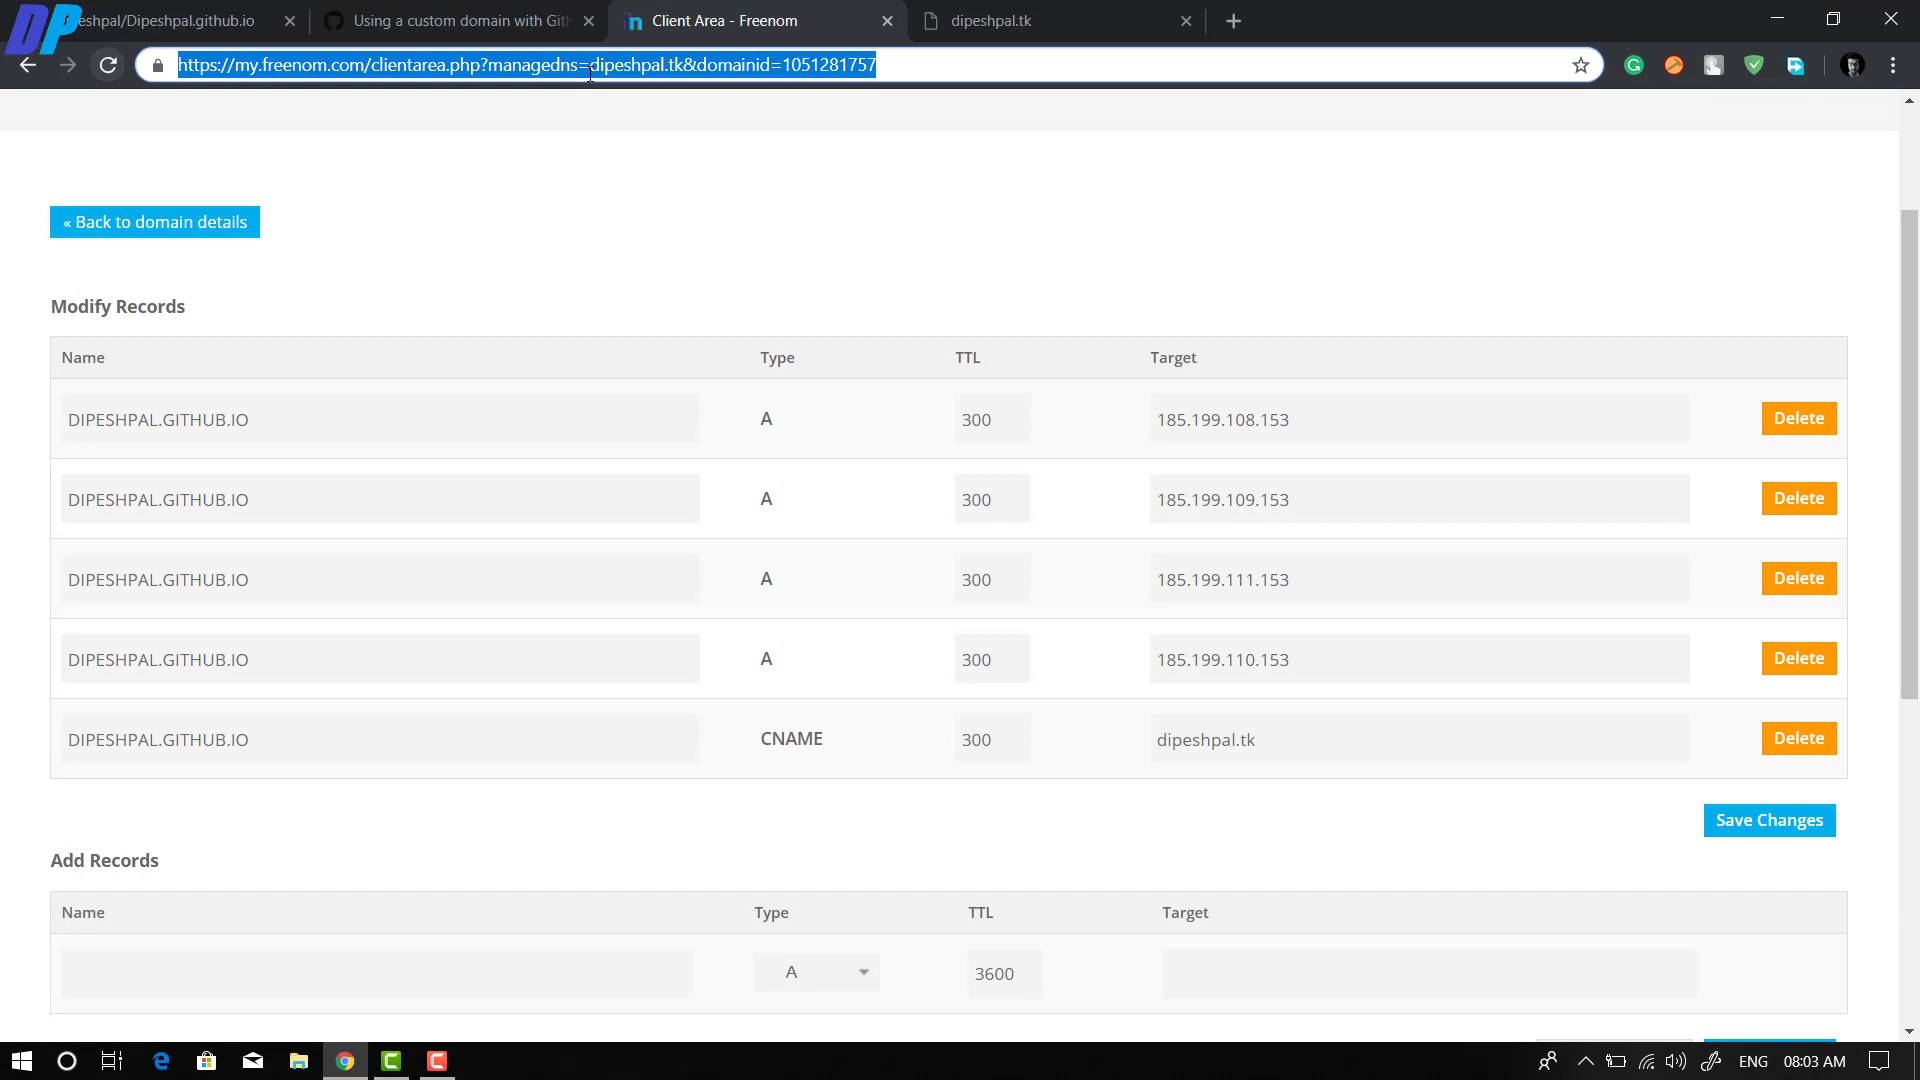 DP
eshpal/Dipeshpal.github.io
Using a custom domain with Gith
Client Area - Freenom
dipeshpal.tk
https://my.freenom.com/clientarea.php?managedns=dipeshpal.tk&domainid=1051281757
« Back to domain details
Modify Records
Name Type TTL Target
DIPESHPAL.GITHUB.IO A 300 185.199.108.153 Delete
DIPESHPAL.GITHUB.IO A 300 185.199.109.153 Delete
DIPESHPAL.GITHUB.IO A 300 185.199.111.153 Delete
DIPESHPAL.GITHUB.IO A 300 185.199.110.153 Delete
DIPESHPAL.GITHUB.IO CNAME 300 dipeshpal.tk Delete
Save Changes
Add Records
Name Type TTL Target
A 3600
ENG 08:03 AM